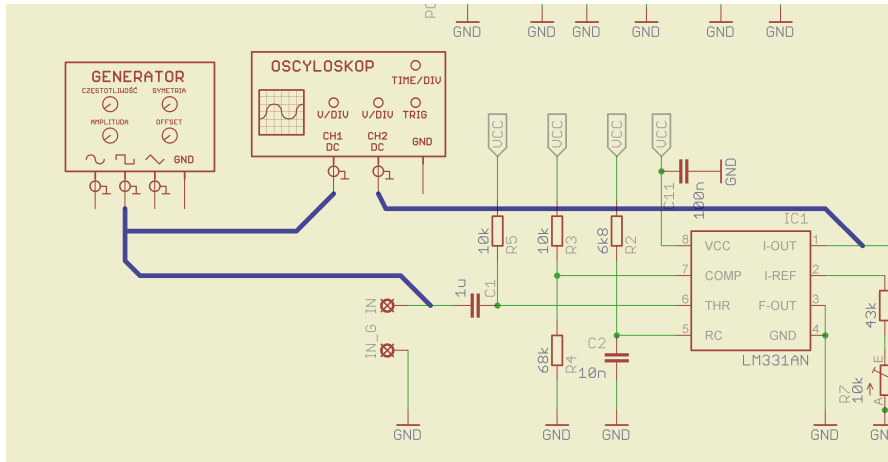 GND
GND
GND
GND
GND
GND
GENERATOR
CZĘSTOTLIWOŚĆ
SYMETRIA
AMPLITUDA
OFFSET
GND
OSCYLOSKOP
TIME/DIV
V/DIV
V/DIV
TRIG
CH1
DC
CH2
DC
GND
VCC
VCC
VCC
VCC
C11
100n
GND
10k
R5
10k
R3
6k8
R2
IC1
8
VCC
I-OUT
1
7
COMP
I-REF
2
6
THR
F-OUT
3
5
RC
GND
4
LM331AN
IN
1u
C1
IN_G
68k
R4
C2
10n
43k
R7
10k
E
A
GND
GND
GND
GND